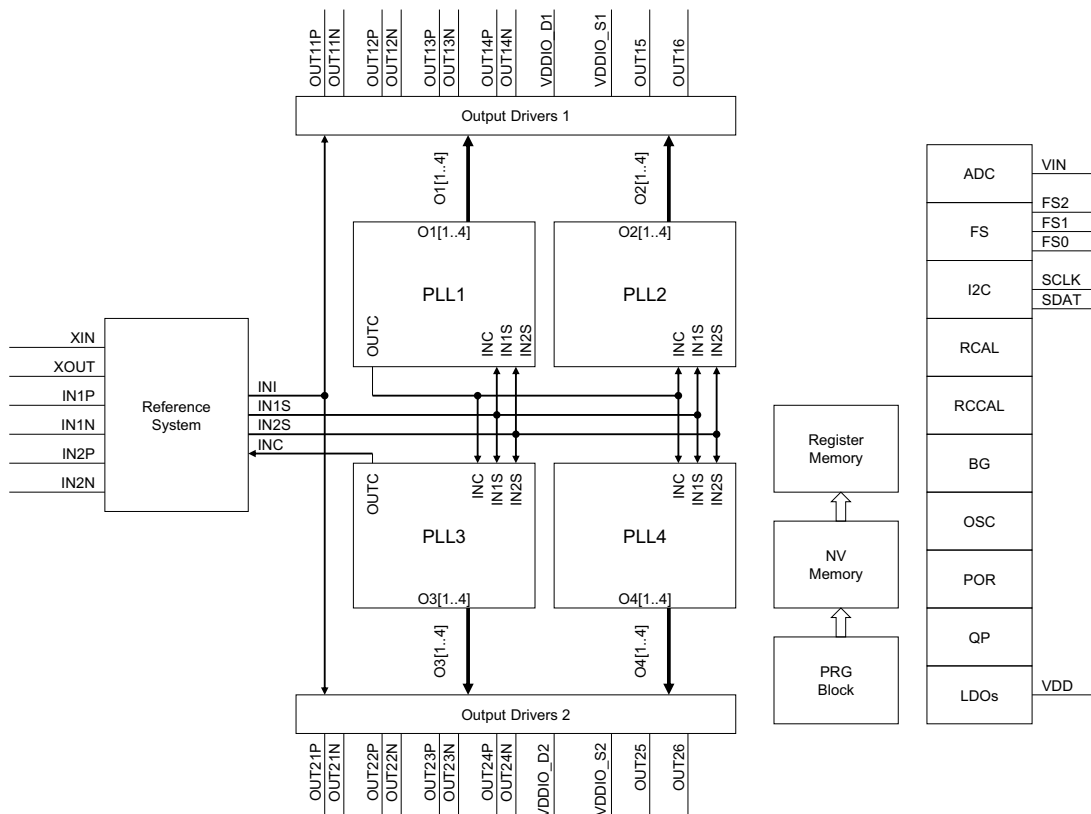 OUT11P
OUT11N
OUT12P
OUT12N
OUT13P
OUT13N
OUT14P
OUT14N
VDDIO_D1
VDDIO_S1
OUT15
OUT16
Output Drivers 1
O1[1..4]
O2[1..4]
O1[1..4]
O2[1..4]
PLL1
PLL2
OUTC
INC
IN1S
IN2S
INC
IN1S
IN2S
XIN
XOUT
IN1P
IN1N
IN2P
IN2N
Reference
System
INI
IN1S
IN2S
INC
OUTC
INC
IN1S
IN2S
INC
IN1S
IN2S
PLL3
PLL4
O3[1..4]
O4[1..4]
O3[1..4]
O4[1..4]
Output Drivers 2
OUT21P
OUT21N
OUT22P
OUT22N
OUT23P
OUT23N
OUT24P
OUT24N
VDDIO_D2
VDDIO_S2
OUT25
OUT26
Register
Memory
NV
Memory
PRG
Block
ADC
VIN
FS
FS2
FS1
FS0
I2C
SCLK
SDAT
RCAL
RCCAL
BG
OSC
POR
QP
LDOs
VDD